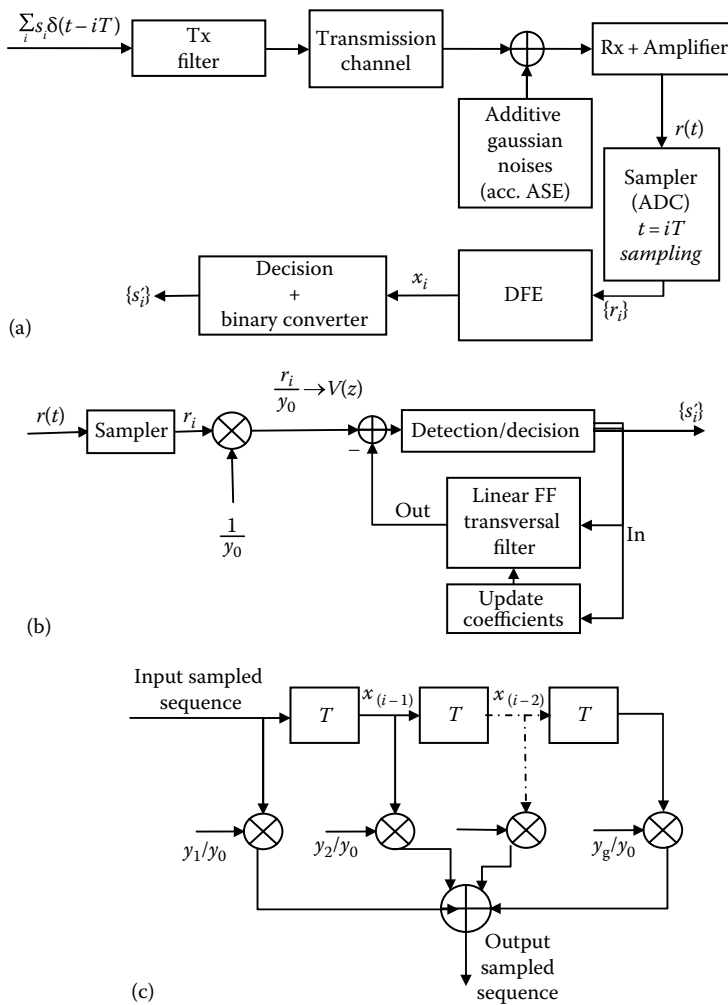 ∑ᵢ sᵢδ(t – iT)
Tx
filter
Transmission
channel
Rx + Amplifier
Additive
gaussian
noises
(acc. ASE)
r(t)
Sampler
(ADC)
t = iT
sampling
{rᵢ}
DFE
xᵢ
Decision
+
binary converter
{s′ᵢ}
(a)
r(t)
Sampler
rᵢ
rᵢ/y₀ → V(z)
1/y₀
–
Detection/decision
{s′ᵢ}
Out
Linear FF
transversal
filter
In
Update
coefficients
(b)
Input sampled
sequence
T
x₍ᵢ₋₁₎
T
x₍ᵢ₋₂₎
T
y₁/y₀
y₂/y₀
y_g/y₀
Output
sampled
sequence
(c)